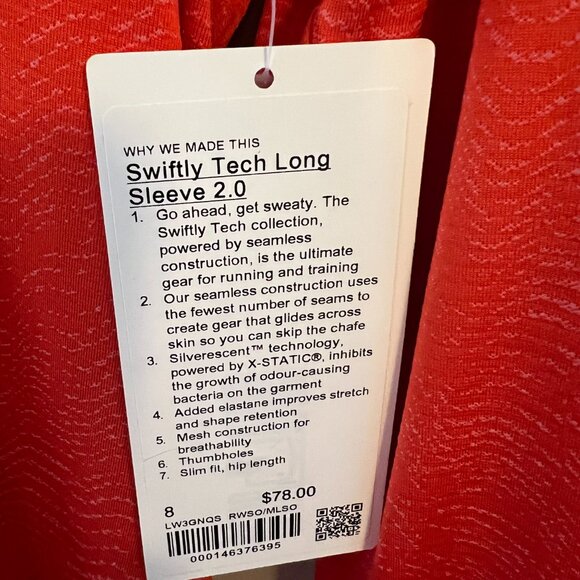 WHY WE MADE THIS
Swiftly Tech Long
Sleeve 2.0
1. Go ahead, get sweaty. The
Swiftly Tech collection,
powered by seamless
construction, is the ultimate
gear for running and training
2. Our seamless construction uses
the fewest number of seams to
create gear that glides across
skin so you can skip the chafe
3. Silverescent™ technology,
powered by X-STATIC®, inhibits
the growth of odour-causing
bacteria on the garment
4. Added elastane improves stretch
and shape retention
5. Mesh construction for
breathability
6. Thumbholes
7. Slim fit, hip length
8 $78.00
LW3GNQS RWSO/MLSO
000146376395